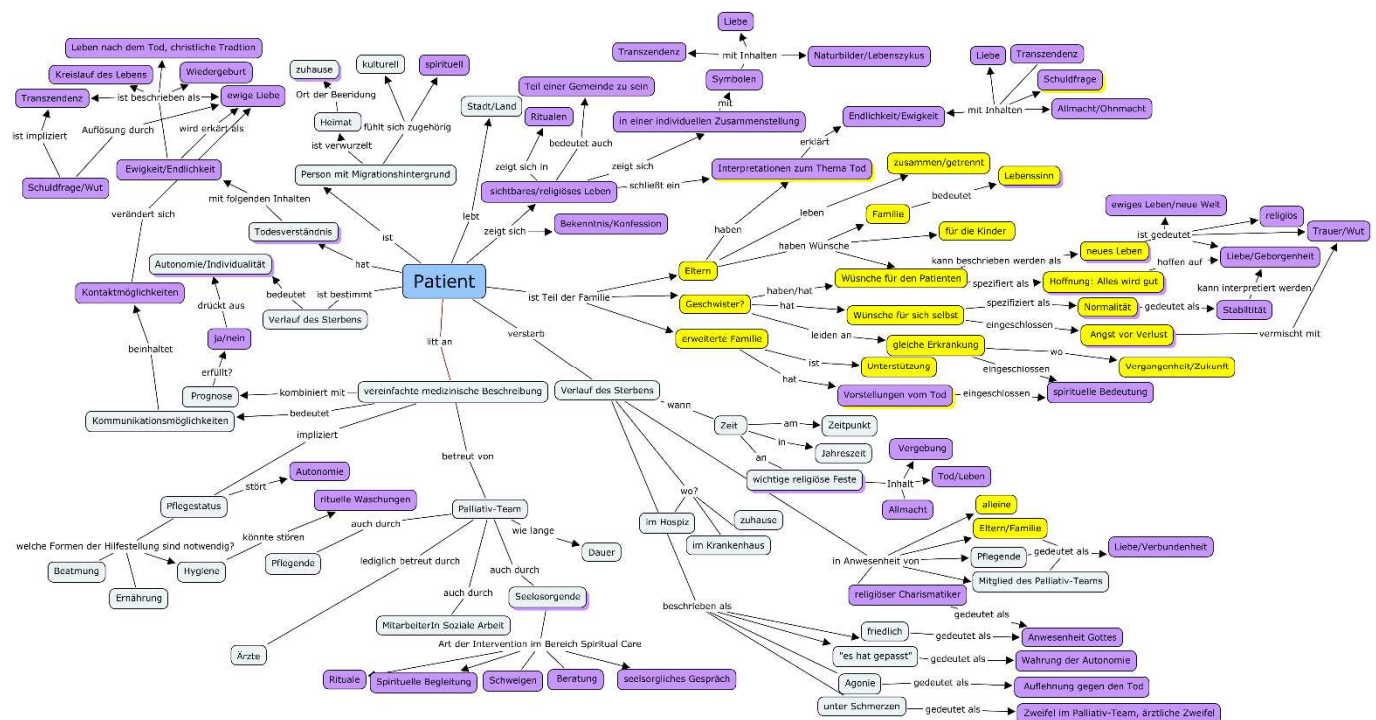 Liebe
mit Inhalten
Transzendenz
Naturbilder/Lebenszykus
Symbolen
mit
in einer individuellen Zusammenstellung
Leben nach dem Tod, christliche Tradtion
Kreislauf des Lebens
Wiedergeburt
Transzendenz
ist beschrieben als
ewige Liebe
ist impliziert
Auflösung durch
wird erkärt als
Ewigkeit/Endlichkeit
Schuldfrage/Wut
verändert sich
mit folgenden Inhalten
Todesverständnis
hat
zuhause
kulturell
spirituell
Ort der Beeridung
Heimat
fühlt sich zugehörig
ist verwurzelt
Person mit Migrationshintergrund
ist
Stadt/Land
lebt
Teil einer Gemeinde zu sein
Ritualen
bedeutet auch
zeigt sich in
zeigt sich
sichtbares/religiöses Leben
schließt ein
zeigt sich
Bekenntnis/Konfession
Interpretationen zum Thema Tod
erklärt
Endlichkeit/Ewigkeit
Liebe
Transzendenz
Schuldfrage
mit Inhalten
Allmacht/Ohnmacht
zusammen/getrennt
Lebenssinn
leben
haben
Familie
bedeutet
haben Wünsche
für die Kinder
Eltern
Wünsche für den Patienten
kann beschrieben werden als
neues Leben
ist gedeutet
ewiges Leben/neue Welt
religiös
Trauer/Wut
Liebe/Geborgenheit
hoffen auf
spezifiert als
Hoffnung: Alles wird gut
kann interpretiert werden
Stabiltität
Patient
ist Teil der Familie
Geschwister?
haben/hat
hat
Wünsche für sich selbst
spezifiziert als
Normalität
gedeutet als
eingeschlossen
Angst vor Verlust
vermischt mit
leiden an
gleiche Erkrankung
wo
Vergangenheit/Zukunft
eingeschlossen
spirituelle Bedeutung
erweiterte Familie
ist
Unterstützung
hat
Vorstellungen vom Tod
eingeschlossen
Autonomie/Individualität
bedeutet
ist bestimmt
Verlauf des Sterbens
Kontaktmöglichkeiten
drückt aus
Ja/nein
beinhaltet
erfüllt?
Prognose
kombiniert mit
Kommunikationsmöglichkeiten
bedeutet
litt an
vereinfachte medizinische Beschreibung
verstarb
Verlauf des Sterbens
impliziert
betreut von
Autonomie
stört
Pflegestatus
rituelle Waschungen
welche Formen der Hilfestellung sind notwendig?
könnte stören
Beatmung
Ernährung
Hygiene
Palliativ-Team
auch durch
Pflegende
wie lange
Dauer
lediglich betreut durch
Ärzte
auch durch
MitarbeiterIn Soziale Arbeit
auch durch
Seelosorgende
Art der Intervention im Bereich Spiritual Care
Rituale
Spirituelle Begleitung
Schweigen
Beratung
seelsorgliches Gespräch
wann
Zeit
am
Zeitpunkt
in
Jahreszeit
an
wichtige religiöse Feste
Inhalt
Vergebung
Tod/Leben
Allmacht
wo?
im Hospiz
im Krankenhaus
zuhause
in Anwesenheit von
alleine
Eltern/Familie
Pflegende
Mitglied des Palliativ-Teams
gedeutet als
Liebe/Verbundenheit
religiöser Charismatiker
gedeutet als
beschrieben als
friedlich
gedeutet als
Anwesenheit Gottes
"es hat gepasst"
gedeutet als
Wahrung der Autonomie
Agonie
gedeutet als
Auflehnung gegen den Tod
unter Schmerzen
gedeutet als
Zweifel im Palliativ-Team, ärztliche Zweifel